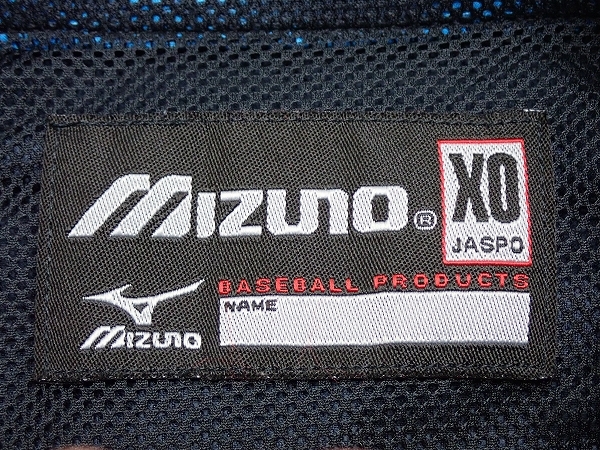 MIZUNO®
XO
JASPO
BASEBALL PRODUCTS
NAME
MIZUNO